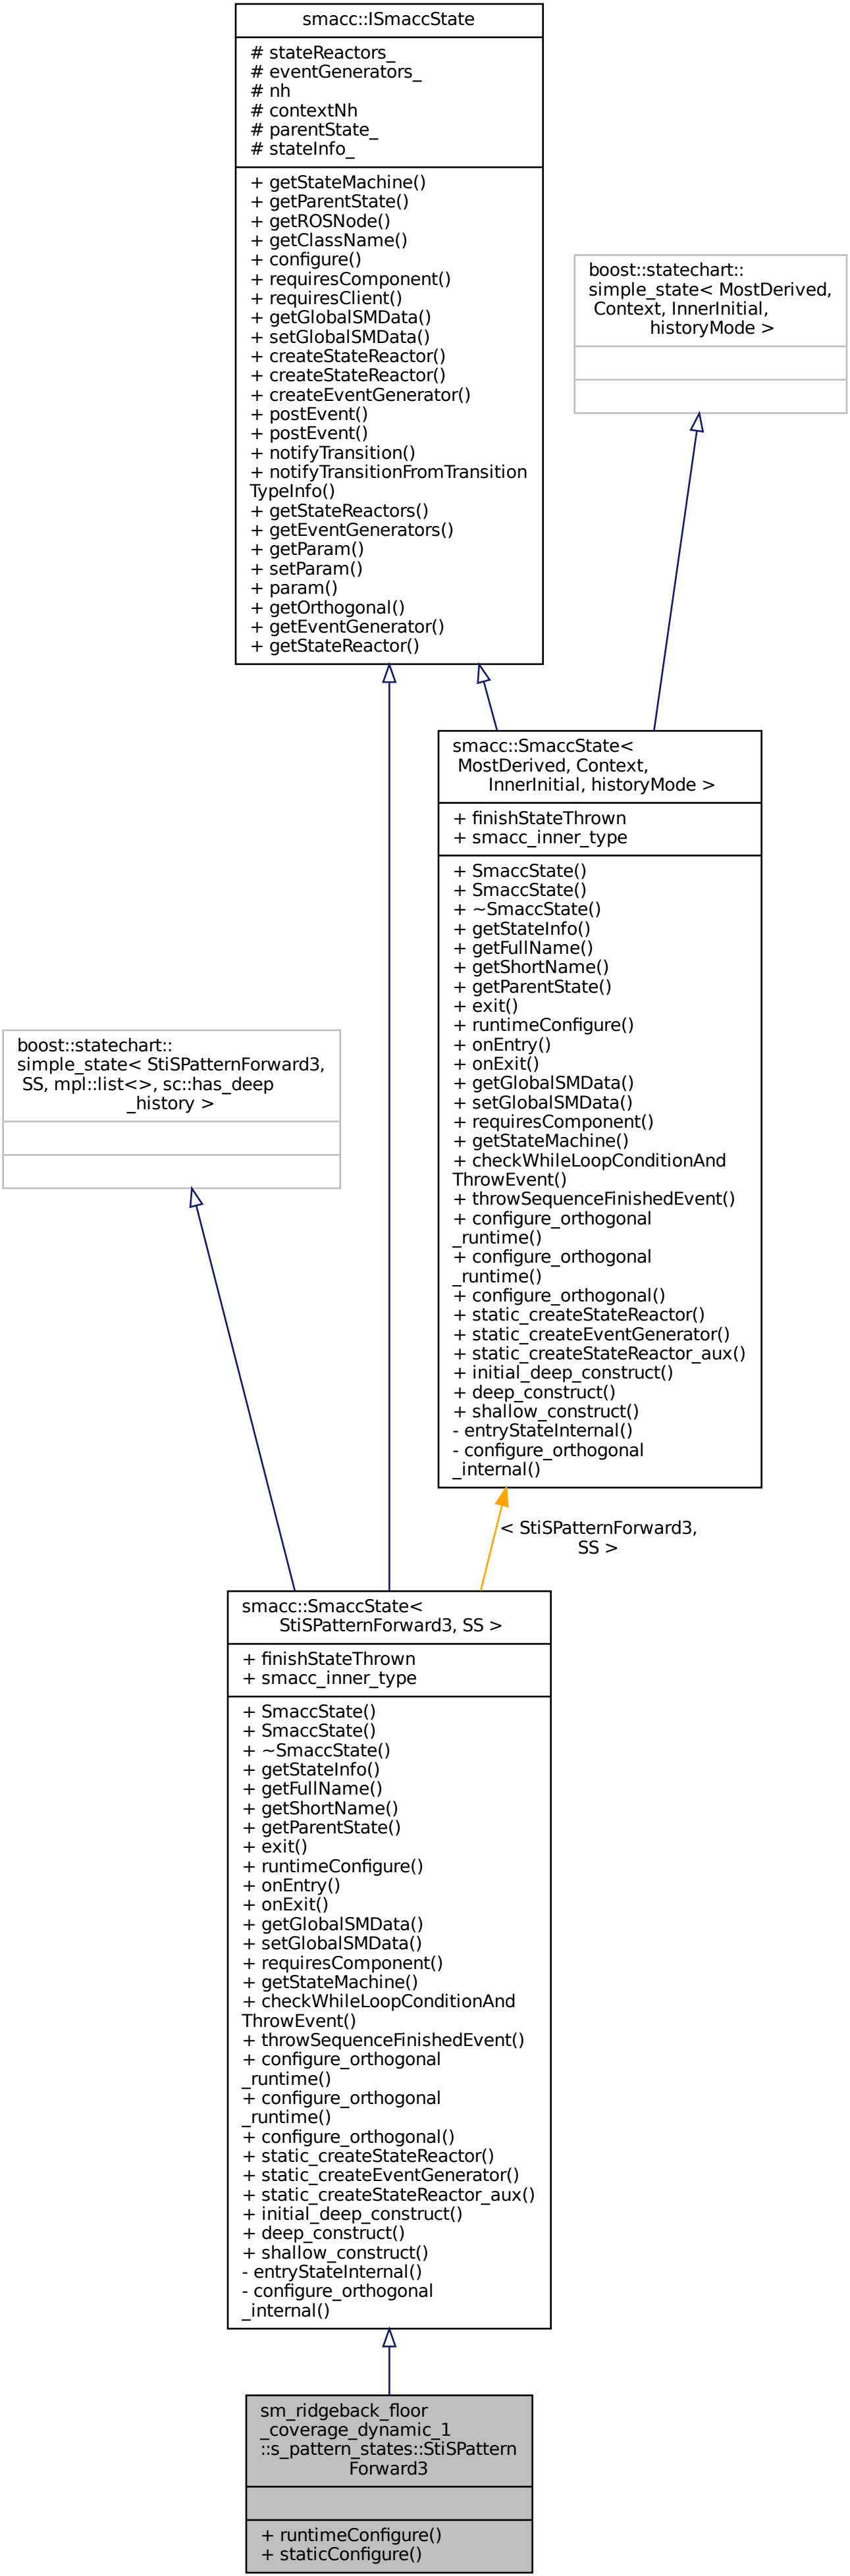 smacc::ISmaccState
# stateReactors_
# eventGenerators_
# nh
# contextNh
# parentState_
# stateInfo_
+ getStateMachine()
+ getParentState()
+ getROSNode()
+ getClassName()
+ configure()
+ requiresComponent()
+ requiresClient()
+ getGlobalSMData()
+ setGlobalSMData()
+ createStateReactor()
+ createStateReactor()
+ createEventGenerator()
+ postEvent()
+ postEvent()
+ notifyTransition()
+ notifyTransitionFromTransition
TypeInfo()
+ getStateReactors()
+ getEventGenerators()
+ getParam()
+ setParam()
+ param()
+ getOrthogonal()
+ getEventGenerator()
+ getStateReactor()
boost::statechart::
simple_state< MostDerived,
Context, InnerInitial,
historyMode >
smacc::SmaccState<
MostDerived, Context,
InnerInitial, historyMode >
+ finishStateThrown
+ smacc_inner_type
+ SmaccState()
+ SmaccState()
+ ~SmaccState()
+ getStateInfo()
+ getFullName()
+ getShortName()
+ getParentState()
+ exit()
+ runtimeConfigure()
+ onEntry()
+ onExit()
+ getGlobalSMData()
+ setGlobalSMData()
+ requiresComponent()
+ getStateMachine()
+ checkWhileLoopConditionAnd
ThrowEvent()
+ throwSequenceFinishedEvent()
+ configure_orthogonal
_runtime()
+ configure_orthogonal
_runtime()
+ configure_orthogonal()
+ static_createStateReactor()
+ static_createEventGenerator()
+ static_createStateReactor_aux()
+ initial_deep_construct()
+ deep_construct()
+ shallow_construct()
- entryStateInternal()
- configure_orthogonal
_internal()
boost::statechart::
simple_state< StiSPatternForward3,
SS, mpl::list<>, sc::has_deep
_history >
< StiSPatternForward3,
SS >
smacc::SmaccState<
StiSPatternForward3, SS >
+ finishStateThrown
+ smacc_inner_type
+ SmaccState()
+ SmaccState()
+ ~SmaccState()
+ getStateInfo()
+ getFullName()
+ getShortName()
+ getParentState()
+ exit()
+ runtimeConfigure()
+ onEntry()
+ onExit()
+ getGlobalSMData()
+ setGlobalSMData()
+ requiresComponent()
+ getStateMachine()
+ checkWhileLoopConditionAnd
ThrowEvent()
+ throwSequenceFinishedEvent()
+ configure_orthogonal
_runtime()
+ configure_orthogonal
_runtime()
+ configure_orthogonal()
+ static_createStateReactor()
+ static_createEventGenerator()
+ static_createStateReactor_aux()
+ initial_deep_construct()
+ deep_construct()
+ shallow_construct()
- entryStateInternal()
- configure_orthogonal
_internal()
sm_ridgeback_floor
_coverage_dynamic_1
::s_pattern_states::StiSPattern
Forward3
+ runtimeConfigure()
+ staticConfigure()